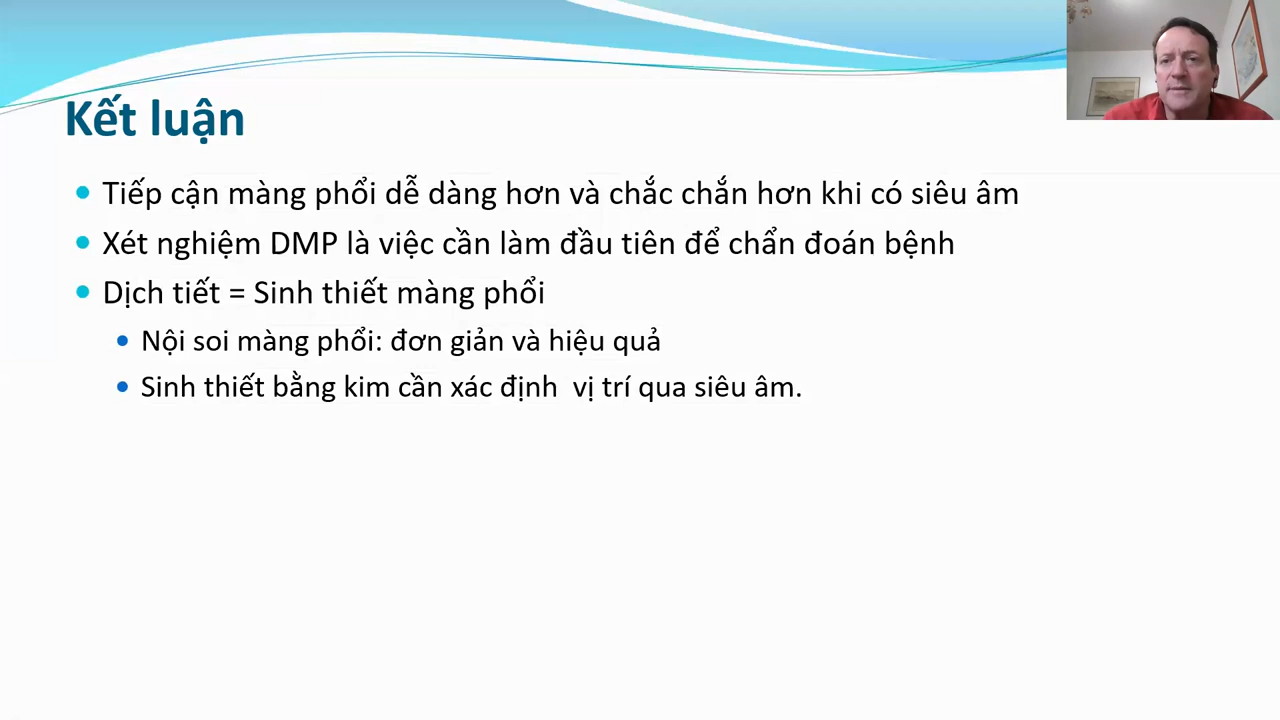 Kết luận
Tiếp cận màng phổi dễ dàng hơn và chắc chắn hơn khi có siêu âm
Xét nghiệm DMP là việc cần làm đầu tiên để chẩn đoán bệnh
Dịch tiết = Sinh thiết màng phổi
Nội soi màng phổi: đơn giản và hiệu quả
Sinh thiết bằng kim cần xác định  vị trí qua siêu âm.